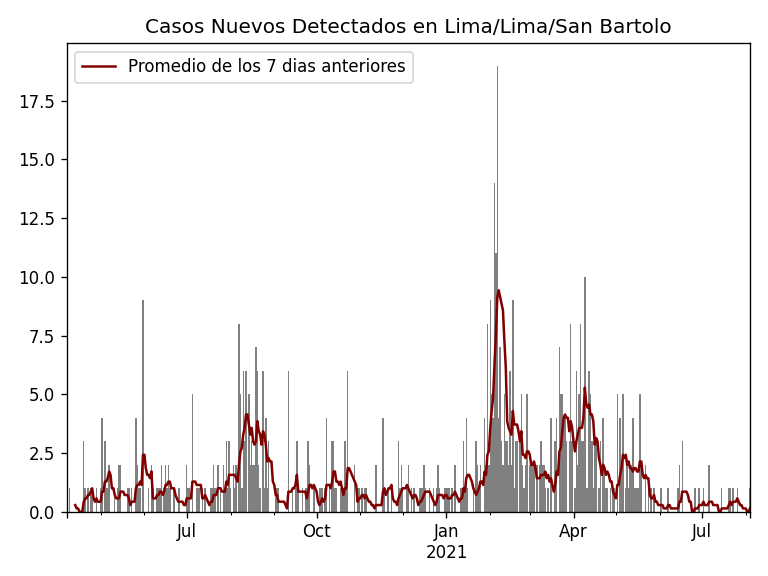 Casos Nuevos Detectados en Lima/Lima/San Bartolo
Promedio de los 7 dias anteriores
17.5
15.0
12.5
10.0
7.5
5.0
2.5
0.0
Jul
Oct
Jan
2021
Apr
Jul